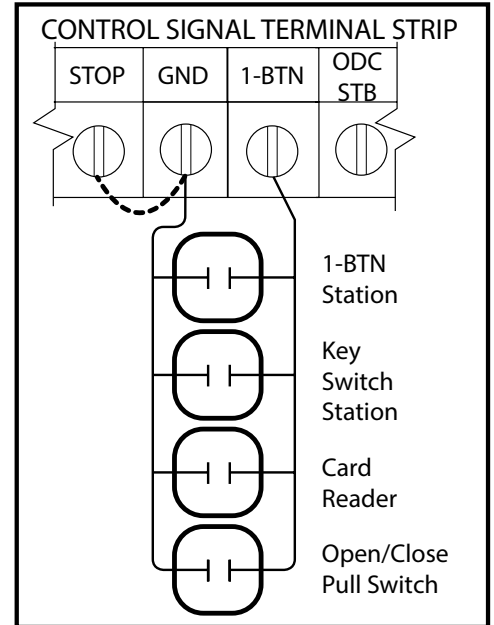 CONTROL SIGNAL TERMINAL STRIP
STOP GND 1-BTN ODC
STB
1-BTN
Station
Key
Switch
Station
Card
Reader
Open/Close
Pull Switch